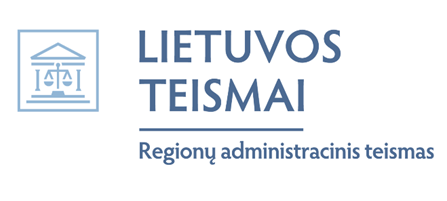 LIETUVOS
TEISMAI
Regionų administracinis teismas